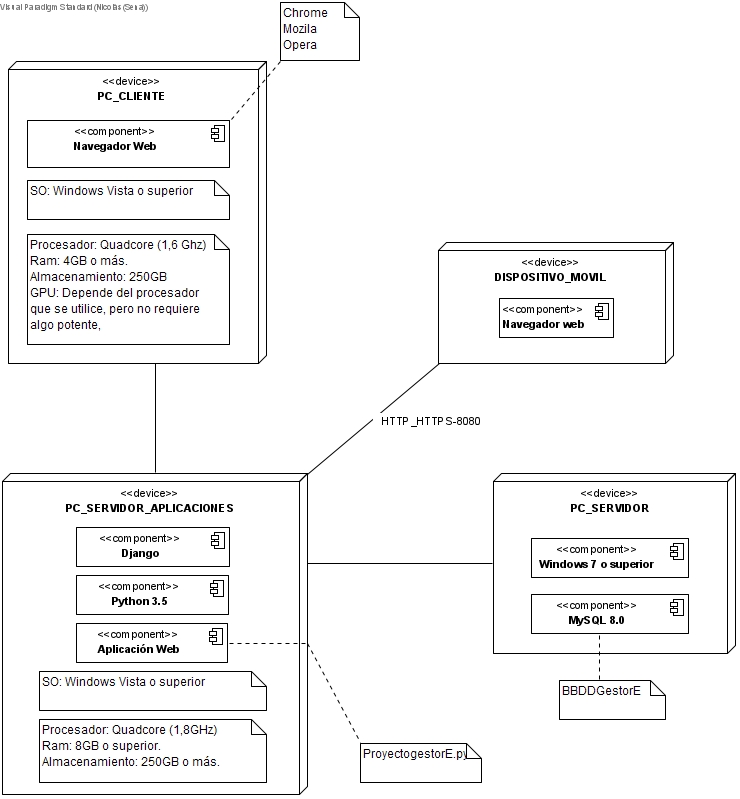 Visual Paradigm Standard (Nicolas (Sena))
Chrome
Mozila
Opera
<<device>>
PC_CLIENTE
<<component>>
Navegador Web
SO: Windows Vista o superior
Procesador: Quadcore (1,6 Ghz)
Ram: 4GB o más.
Almacenamiento: 250GB
GPU: Depende del procesador
que se utilice, pero no requiere
algo potente,
<<device>>
DISPOSITIVO_MOVIL
<<component>>
Navegador web
HTTP_HTTPS-8080
<<device>>
PC_SERVIDOR_APLICACIONES
<<component>>
Django
<<component>>
Python 3.5
<<component>>
Aplicación Web
SO: Windows Vista o superior
Procesador: Quadcore (1,8GHz)
Ram: 8GB o superior.
Almacenamiento: 250GB o más.
<<device>>
PC_SERVIDOR
<<component>>
Windows 7 o superior
<<component>>
MySQL 8.0
BBDDGestorE
ProyectogestorE.py